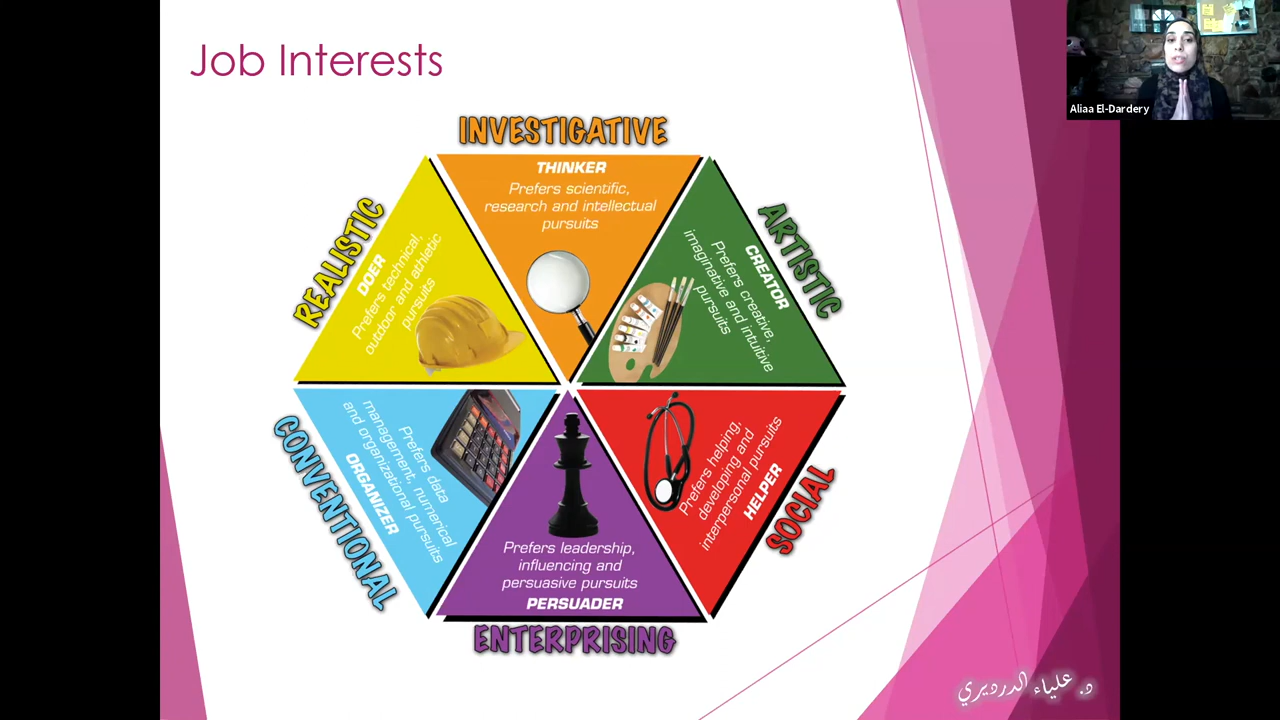 Job Interests
Aliaa El-Dardery
INVESTIGATIVE
THINKER
Prefers scientific,
research and intellectual
pursuits
ARTISTIC
CREATOR
Prefers creative,
imaginative and intuitive
pursuits
REALISTIC
DOER
Prefers technical,
outdoor and athletic
pursuits
CONVENTIONAL
Prefers data
management, numerical
and organizational pursuits
ORGANIZER
Prefers leadership,
influencing and
persuasive pursuits
PERSUADER
ENTERPRISING
Prefers helping,
developing and
interpersonal pursuits
HELPER
SOCIAL
د. علياء الدرديري